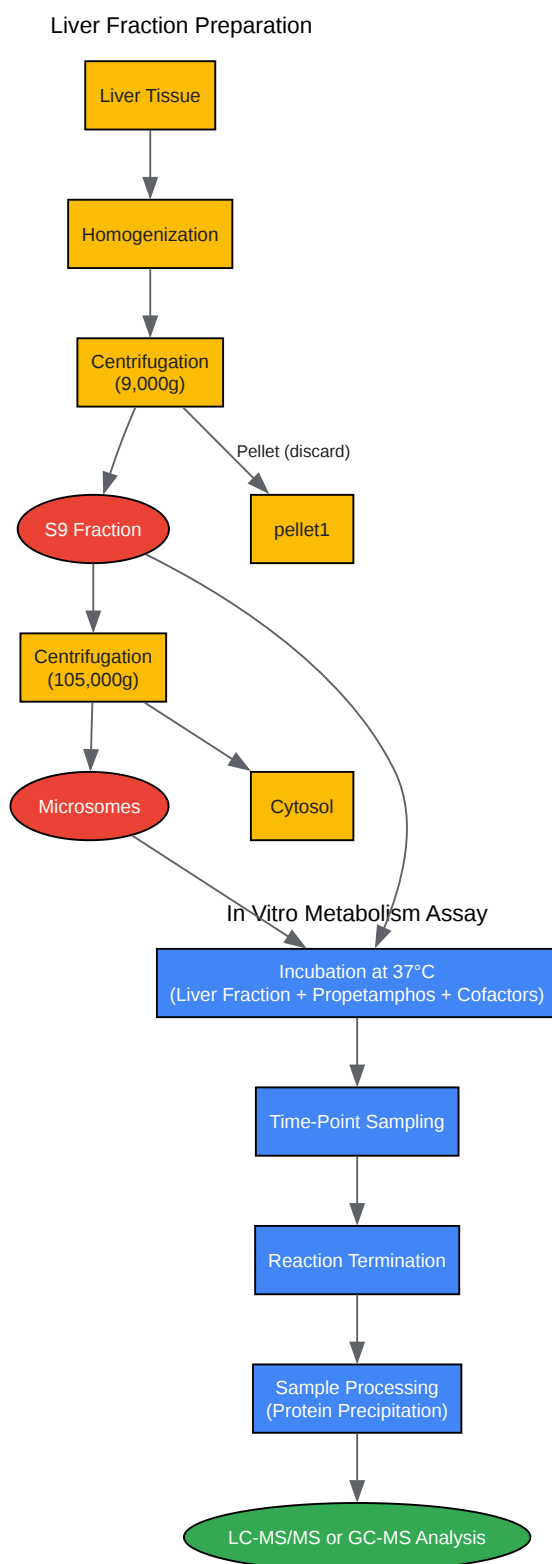 Liver Fraction Preparation
Liver Tissue
Homogenization
Centrifugation
(9,000g)
Pellet (discard)
S9 Fraction
pellet1
Centrifugation
(105,000g)
Microsomes
Cytosol
In Vitro Metabolism Assay
Incubation at 37°C
(Liver Fraction + Propetamphos + Cofactors)
Time-Point Sampling
Reaction Termination
Sample Processing
(Protein Precipitation)
LC-MS/MS or GC-MS Analysis